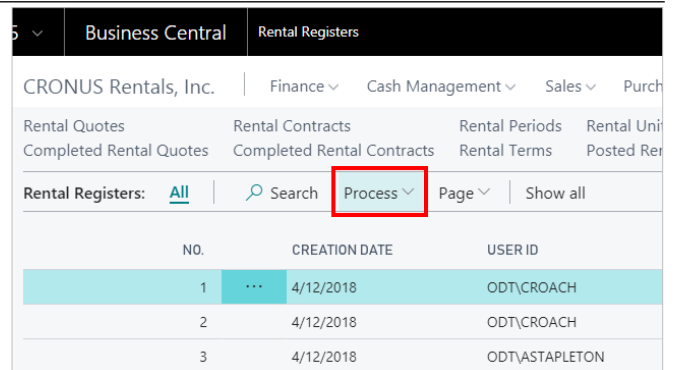 Business Central Rental Registers
CRONUS Rentals, Inc. Finance Cash Management Sales Purch
Rental Quotes Rental Contracts Rental Periods Rental Uni
Completed Rental Quotes Completed Rental Contracts Rental Terms Posted Re
Rental Registers: All Search Process Page Show all
NO. CREATION DATE USER ID
1 ... 4/12/2018 ODT\CROACH
2 4/12/2018 ODT\CROACH
3 4/12/2018 ODT\ASTAPLETON